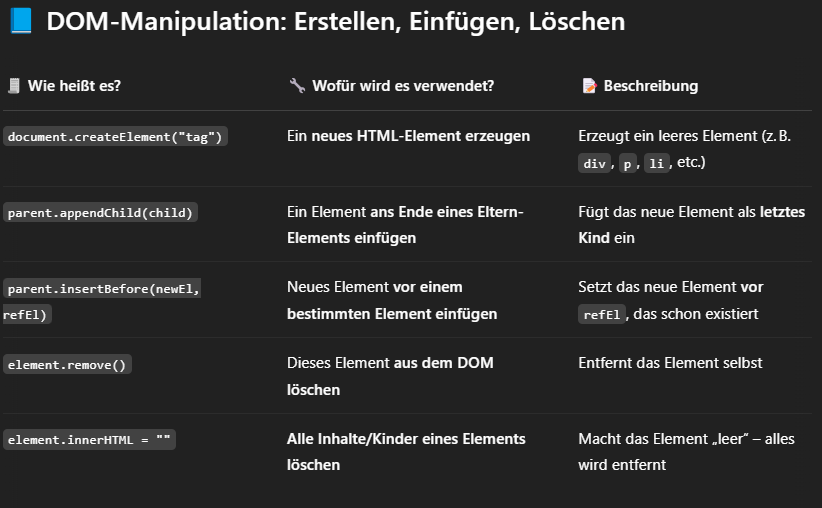 📘 DOM-Manipulation: Erstellen, Einfügen, Löschen
🧾 Wie heißt es?
🔧 Wofür wird es verwendet?
📝 Beschreibung
document.createElement("tag")
Ein neues HTML-Element erzeugen
Erzeugt ein leeres Element (z. B.
div, p, li, etc.)
parent.appendChild(child)
Ein Element ans Ende eines Eltern-
Elements einfügen
Fügt das neue Element als letztes
Kind ein
parent.insertBefore(newEl,
refEl)
Neues Element vor einem
bestimmten Element einfügen
Setzt das neue Element vor
refEl, das schon existiert
element.remove()
Dieses Element aus dem DOM
löschen
Entfernt das Element selbst
element.innerHTML = ""
Alle Inhalte/Kinder eines Elements
löschen
Macht das Element „leer“ – alles
wird entfernt